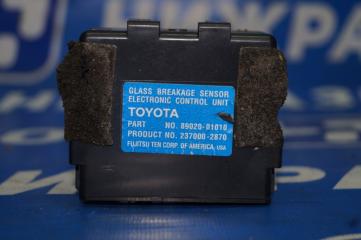 GLASS BREAKAGE SENSOR
ELECTRONIC CONTROL UNIT
TOYOTA
PART NO. 89020-01010
PRODUCT NO. 237000-2870
FUJITSU TEN CORP. OF AMERICA, USA